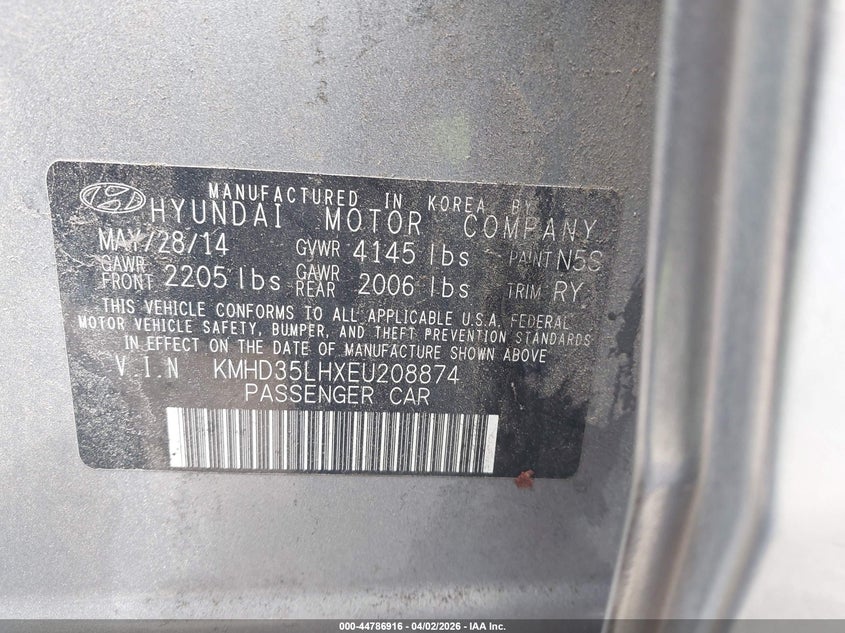 MANUFACTURED IN KOREA BY
HYUNDAI MOTOR COMPANY
MAY/28/14 GVWR 4145 lbs PAINT N5S
GAWR FRONT 2205 lbs GAWR REAR 2006 lbs TRIM RY
THIS VEHICLE CONFORMS TO ALL APPLICABLE U.S.A. FEDERAL
MOTOR VEHICLE SAFETY, BUMPER, AND THEFT PREVENTION STANDARDS
IN EFFECT ON THE DATE OF MANUFACTURE SHOWN ABOVE
V.I.N KMHD35LHXEU208874
PASSENGER CAR
000-44786916 - 04/02/2026 - IAA Inc.